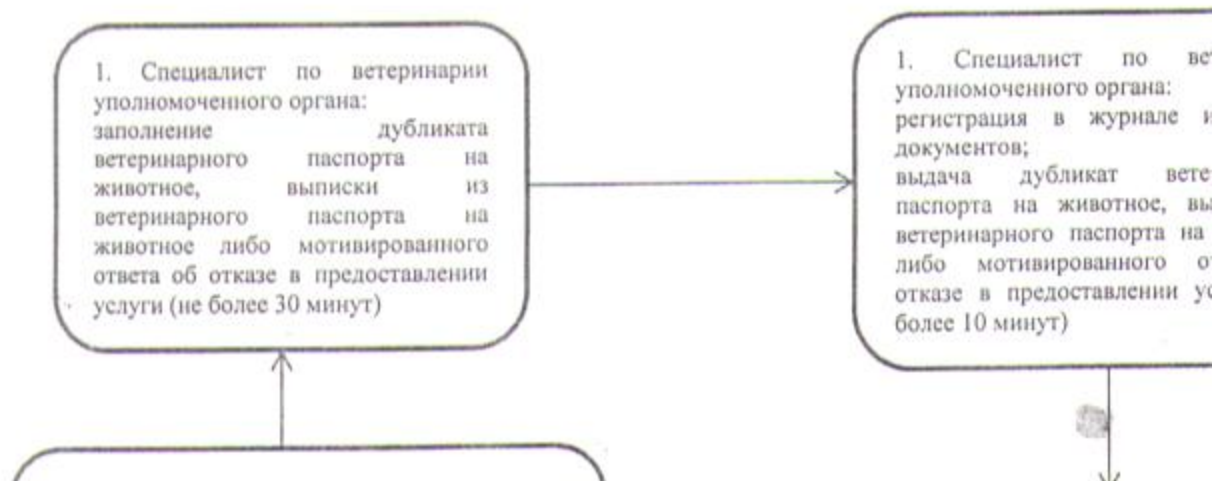 1. Специалист по ветеринарии
уполномоченного органа:
заполнение дубликата
ветеринарного паспорта на
животное, выписки из
ветеринарного паспорта на
животное либо мотивированного
ответа об отказе в предоставлении
услуги (не более 30 минут)
1. Специалист по
уполномоченного органа:
регистрация в журнале
документов;
выдача дубликат
паспорта на животное,
ветеринарного паспорта на
либо мотивированного
отказе в предоставлении
более 10 минут)